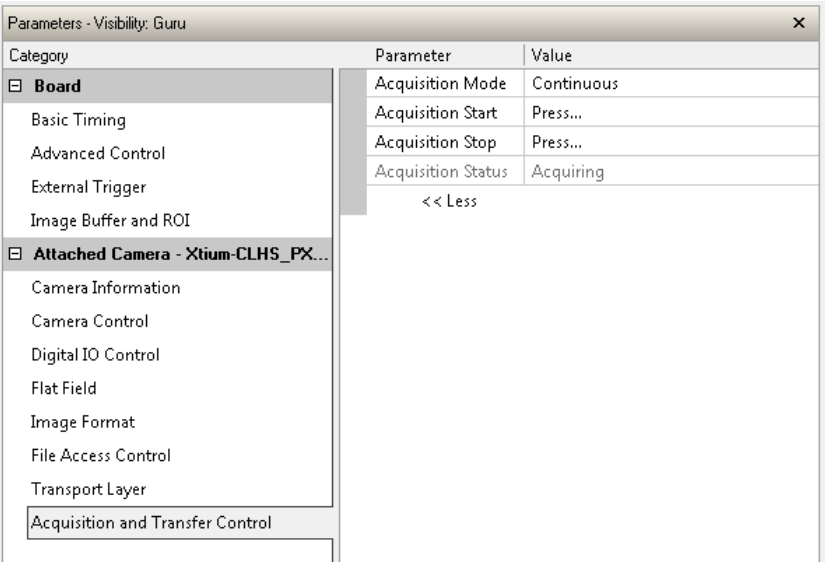 Parameters - Visibility: Guru ×
Category Parameter Value
Board
Basic Timing
Advanced Control
External Trigger
Image Buffer and ROI
Attached Camera - Xtium-CLHS_PX...
Camera Information
Camera Control
Digital IO Control
Flat Field
Image Format
File Access Control
Transport Layer
Acquisition and Transfer Control
Acquisition Mode Continuous
Acquisition Start Press...
Acquisition Stop Press...
Acquisition Status Acquiring
<< Less